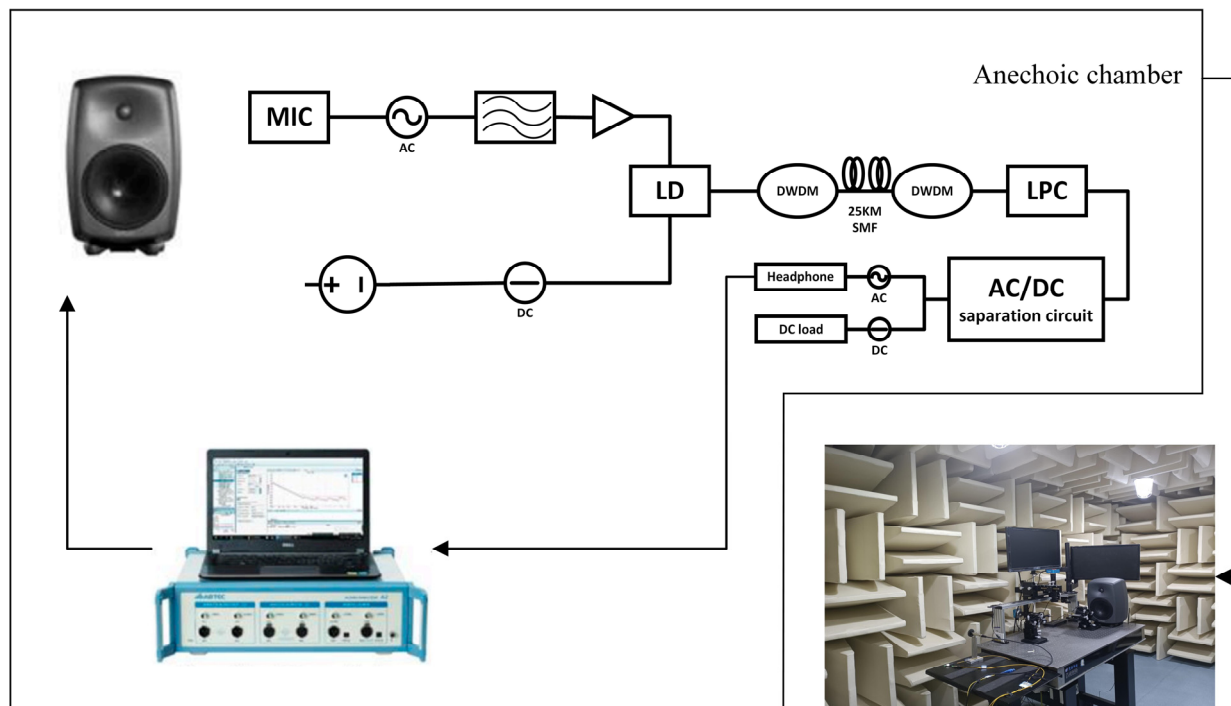 Anechoic chamber
MIC
AC
LD
DWDM
25KM
SMF
DWDM
LPC
+ −
DC
Headphone
AC
DC load
DC
AC/DC
saparation circuit